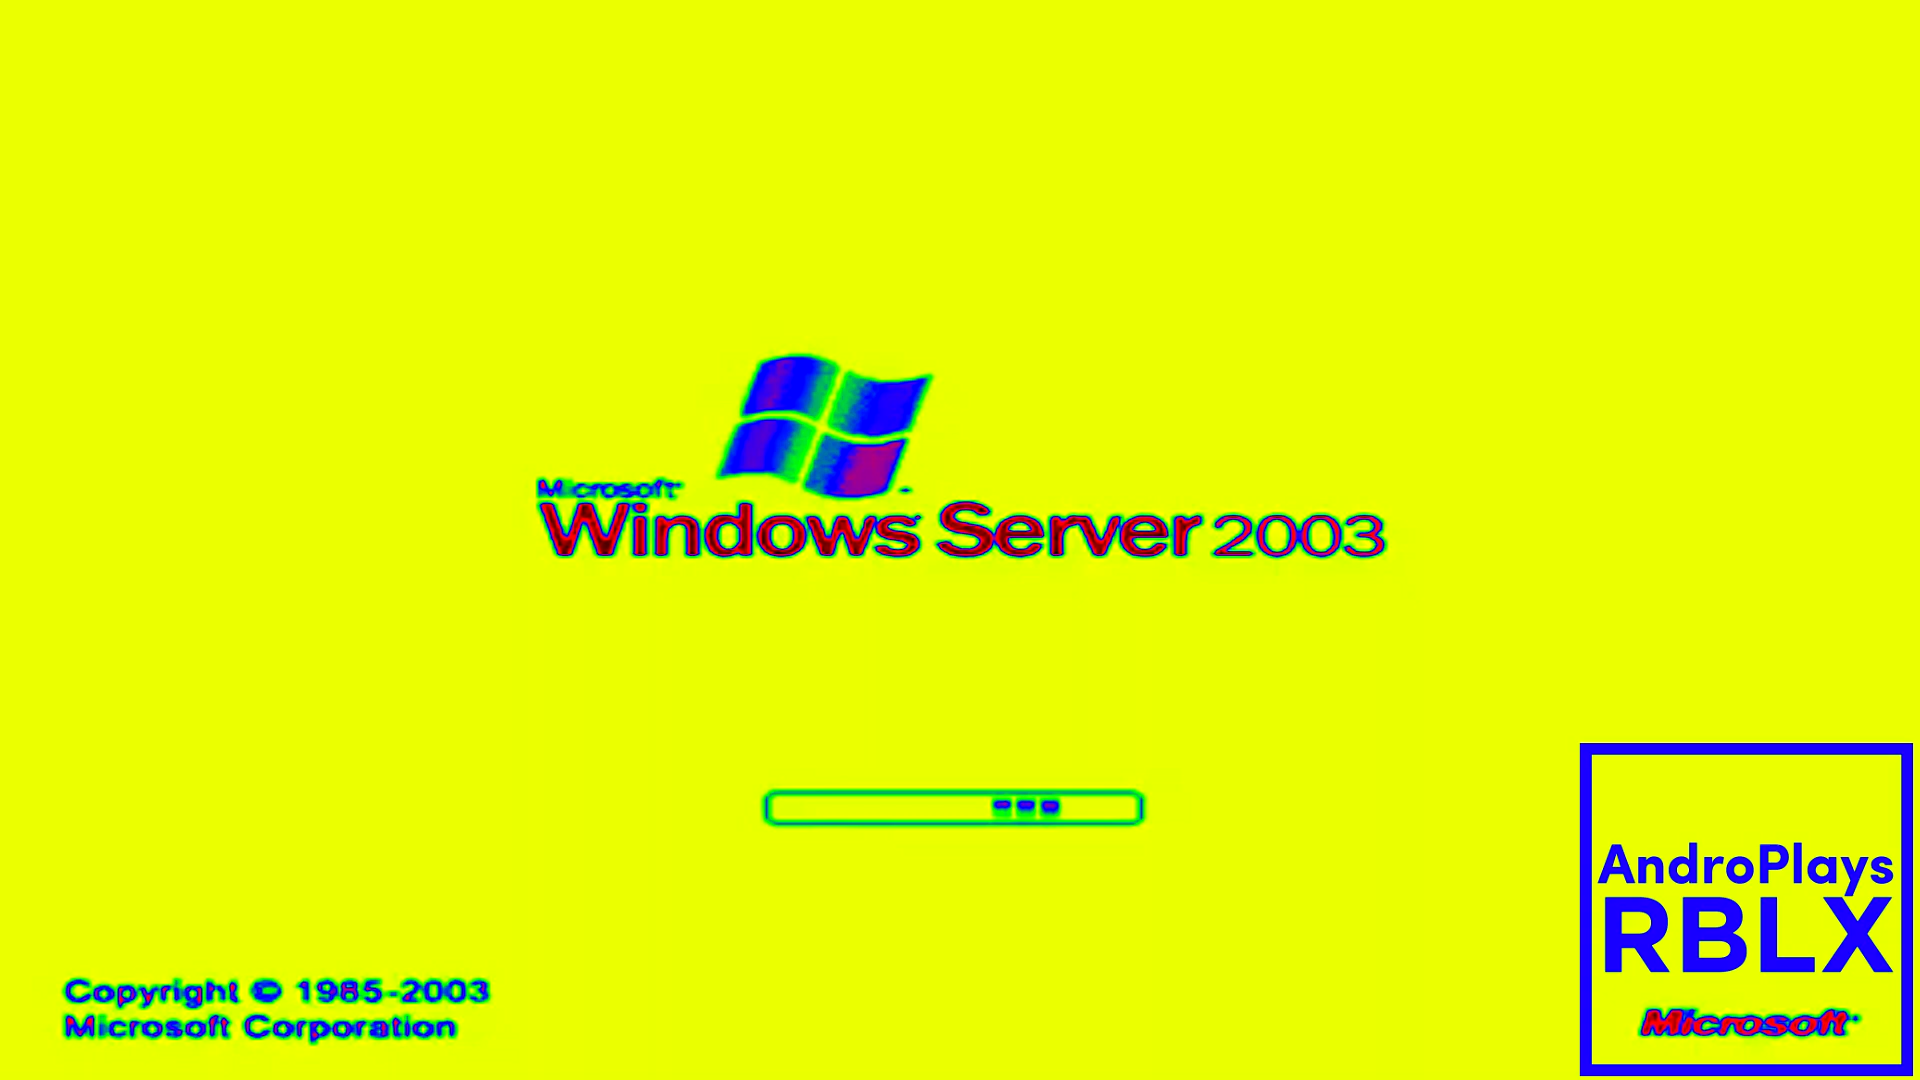 Microsoft
Windows Server 2003
Copyright © 1985-2003
Microsoft Corporation
AndroPlays
RBLX
Microsoft